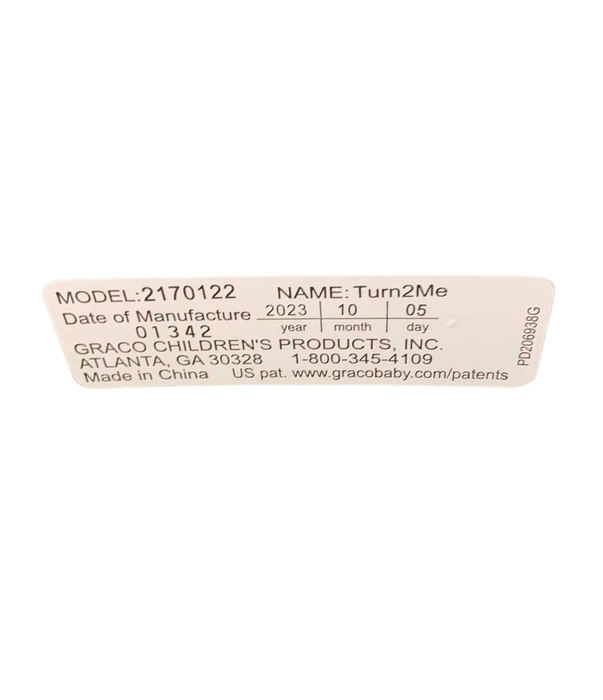 MODEL:2170122 NAME: Turn2Me
Date of Manufacture 2023 10 05
01342 year month day
GRACO CHILDREN'S PRODUCTS, INC.
ATLANTA, GA 30328 1-800-345-4109
Made in China US pat. www.gracobaby.com/patents
PD206938G